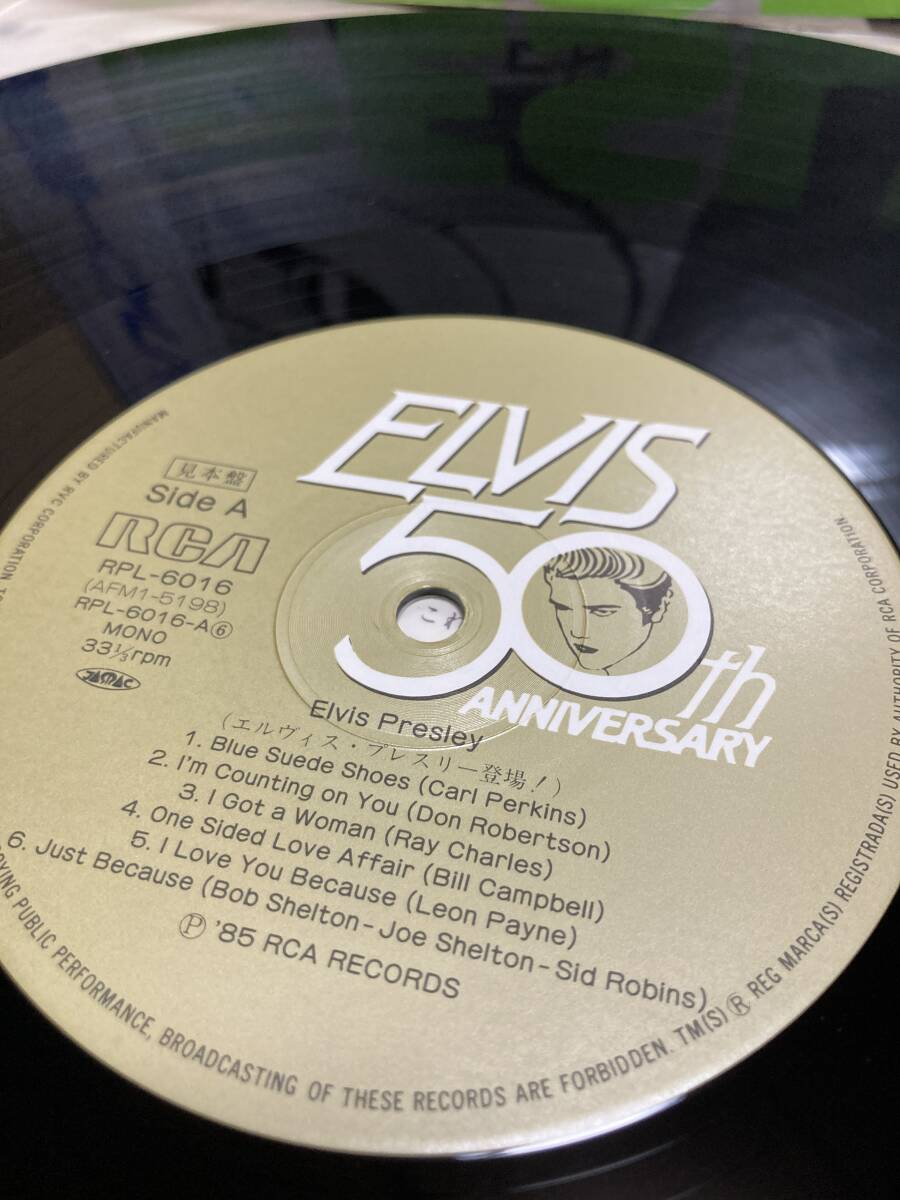 ELVIS
50th
ANNIVERSARY
見本盤
Side A
RCA
RPL-6016
(AFM1-5198)
RPL-6016-A⑥
MONO
33⅓rpm
JASRAC
Elvis Presley
(エルヴィス・プレスリー登場!)
1. Blue Suede Shoes (Carl Perkins)
2. I'm Counting on You (Don Robertson)
3. I Got a Woman (Ray Charles)
4. One Sided Love Affair (Bill Campbell)
5. I Love You Because (Leon Payne)
6. Just Because (Bob Shelton-Joe Shelton-Sid Robins)
Ⓟ '85 RCA RECORDS
MANUFACTURED BY RVC CORPORATION
PUBLIC PERFORMANCE, BROADCASTING OF THESE RECORDS ARE FORBIDDEN. TM(S) ® REG MARCA(S) REGISTRADA(S) USED BY AUTHORITY OF RCA CORPORATION.